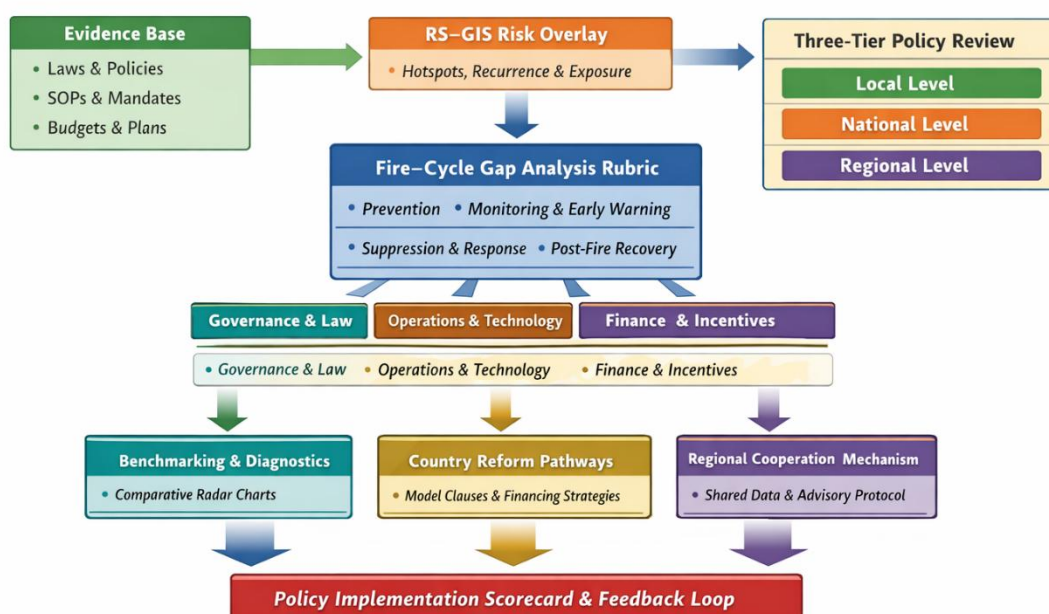 Evidence Base
• Laws & Policies
• SOPs & Mandates
• Budgets & Plans
RS–GIS Risk Overlay
• Hotspots, Recurrence & Exposure
Three-Tier Policy Review
Local Level
National Level
Regional Level
Fire–Cycle Gap Analysis Rubric
• Prevention • Monitoring & Early Warning
• Suppression & Response • Post-Fire Recovery
Governance & Law
Operations & Technology
Finance & Incentives
• Governance & Law • Operations & Technology • Finance & Incentives
Benchmarking & Diagnostics
• Comparative Radar Charts
Country Reform Pathways
• Model Clauses & Financing Strategies
Regional Cooperation Mechanism
• Shared Data & Advisory Protocol
Policy Implementation Scorecard & Feedback Loop